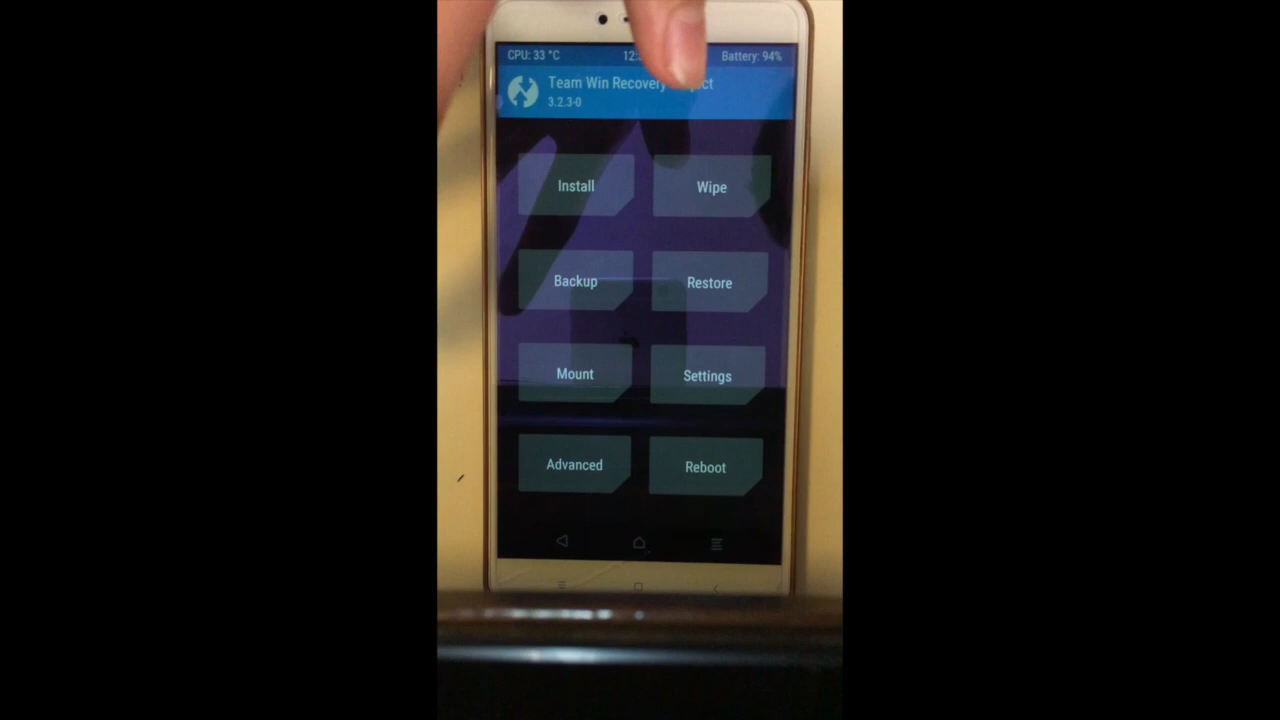 CPU: 33 °C Battery: 94%
Team Win Recovery
3.2.3-0
Install Wipe
Backup Restore
Mount Settings
Advanced Reboot